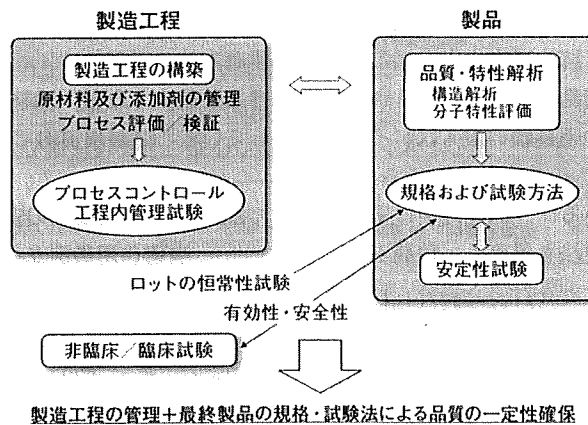 製造工程
製造工程の構築
原材料及び添加剤の管理
プロセス評価／検証
プロセスコントロール
工程内管理試験
製品
品質・特性解析
構造解析
分子特性評価
規格および試験方法
安定性試験
ロットの恒常性試験
有効性・安全性
非臨床／臨床試験
製造工程の管理＋最終製品の規格・試験法による品質の一定性確保